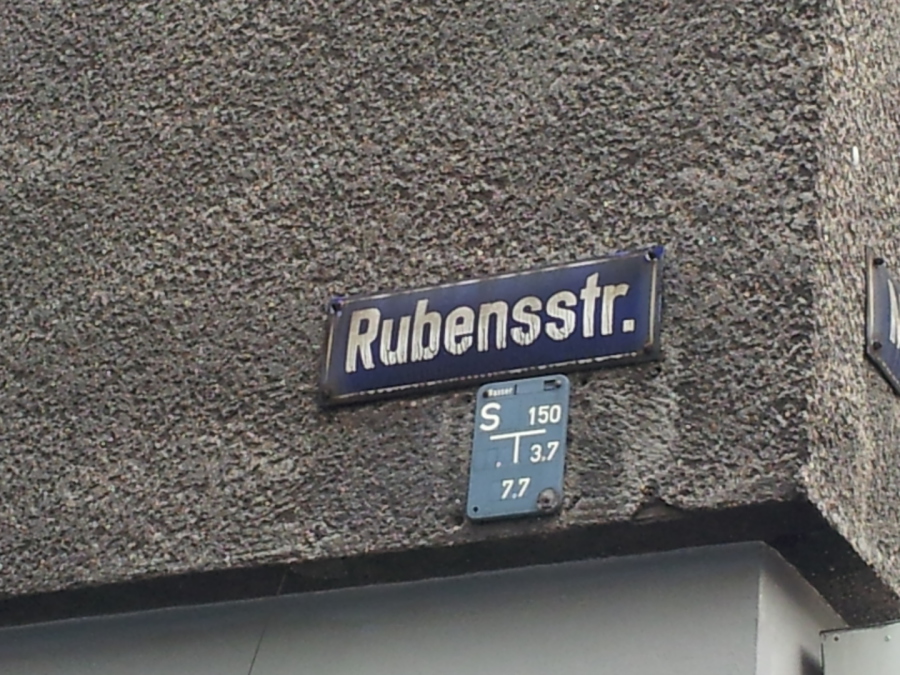 Rubensstr.
Wasser
S 150
3,7
7,7